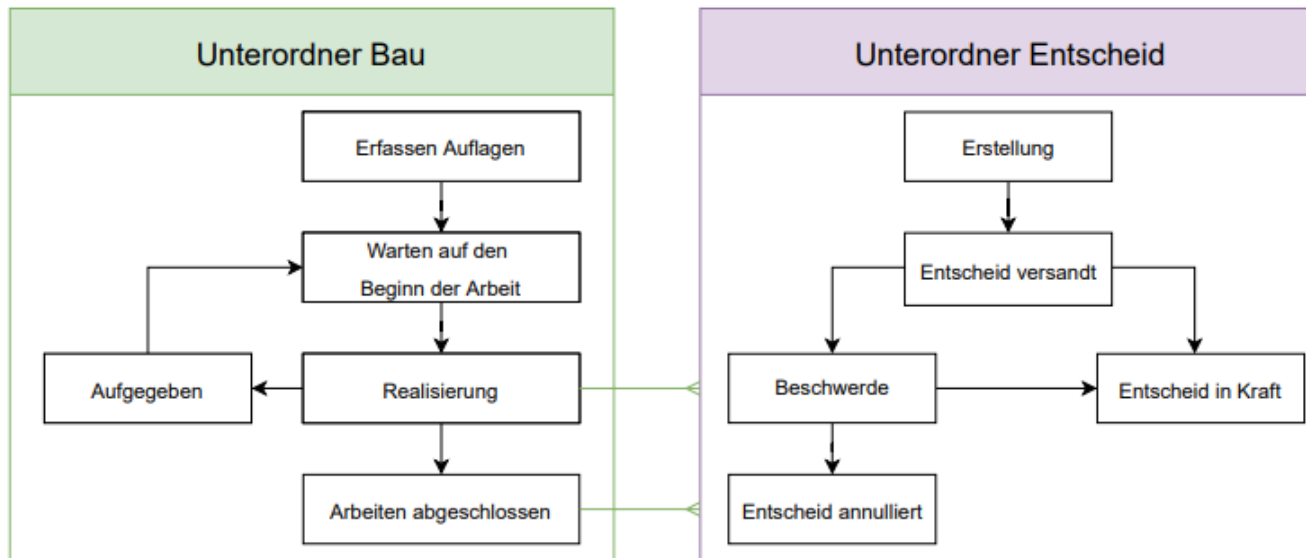 Unterordner Bau
Erfassen Auflagen
Warten auf den
Beginn der Arbeit
Aufgegeben
Realisierung
Arbeiten abgeschlossen
Unterordner Entscheid
Erstellung
Entscheid versandt
Beschwerde
Entscheid in Kraft
Entscheid annulliert